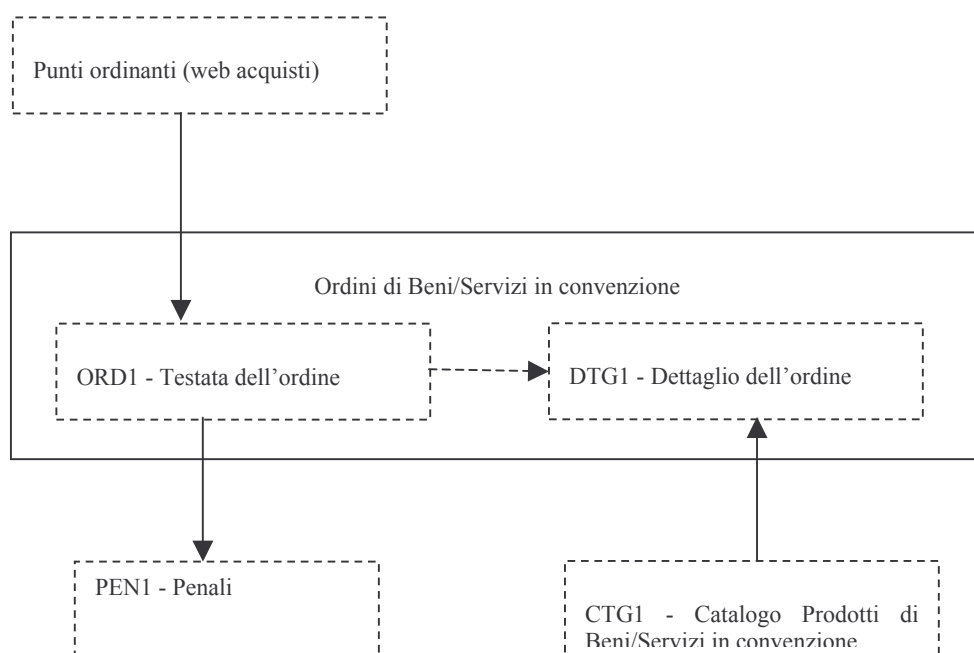 Punti ordinanti (web acquisti)
Ordini di Beni/Servizi in convenzione
ORD1 - Testata dell'ordine
DTG1 - Dettaglio dell'ordine
PEN1 - Penali
CTG1 - Catalogo Prodotti di
Beni/Servizi in convenzione